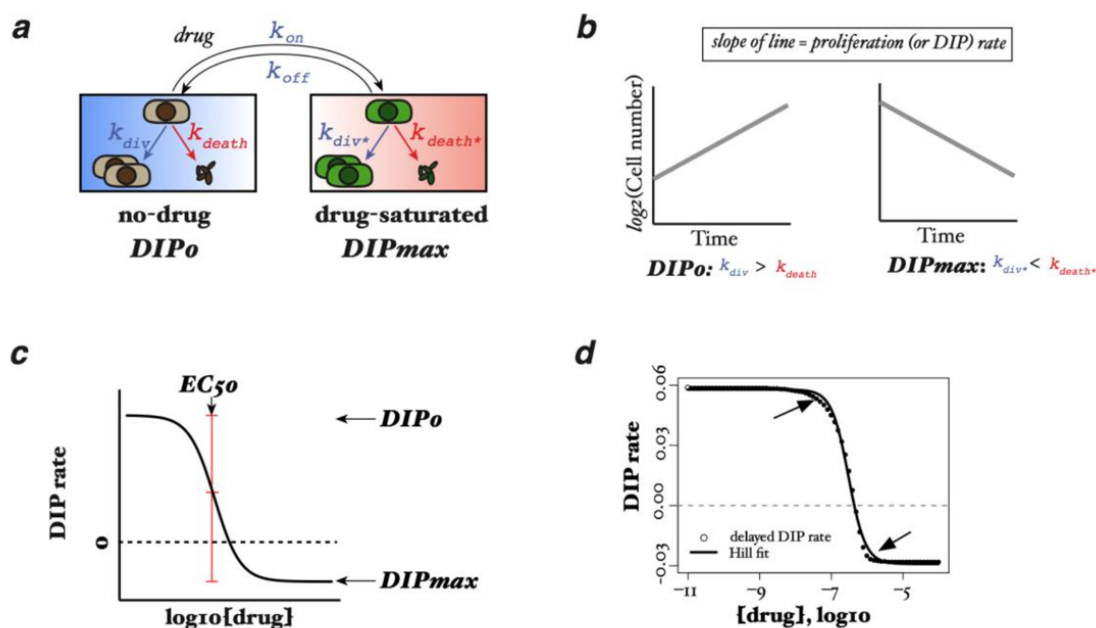 a
drug
k_on
k_off
k_div
k_death
k_div*
k_death*
no-drug
DIPo
drug-saturated
DIPmax
b
slope of line = proliferation (or DIP) rate
log2(Cell number)
Time
Time
DIPo: k_div > k_death
DIPmax: k_div* < k_death*
c
EC50
DIPo
DIP rate
0
DIPmax
log10[drug]
d
0.06
0.03
0.00
-0.03
DIP rate
delayed DIP rate
Hill fit
-11
-9
-7
-5
[drug], log10